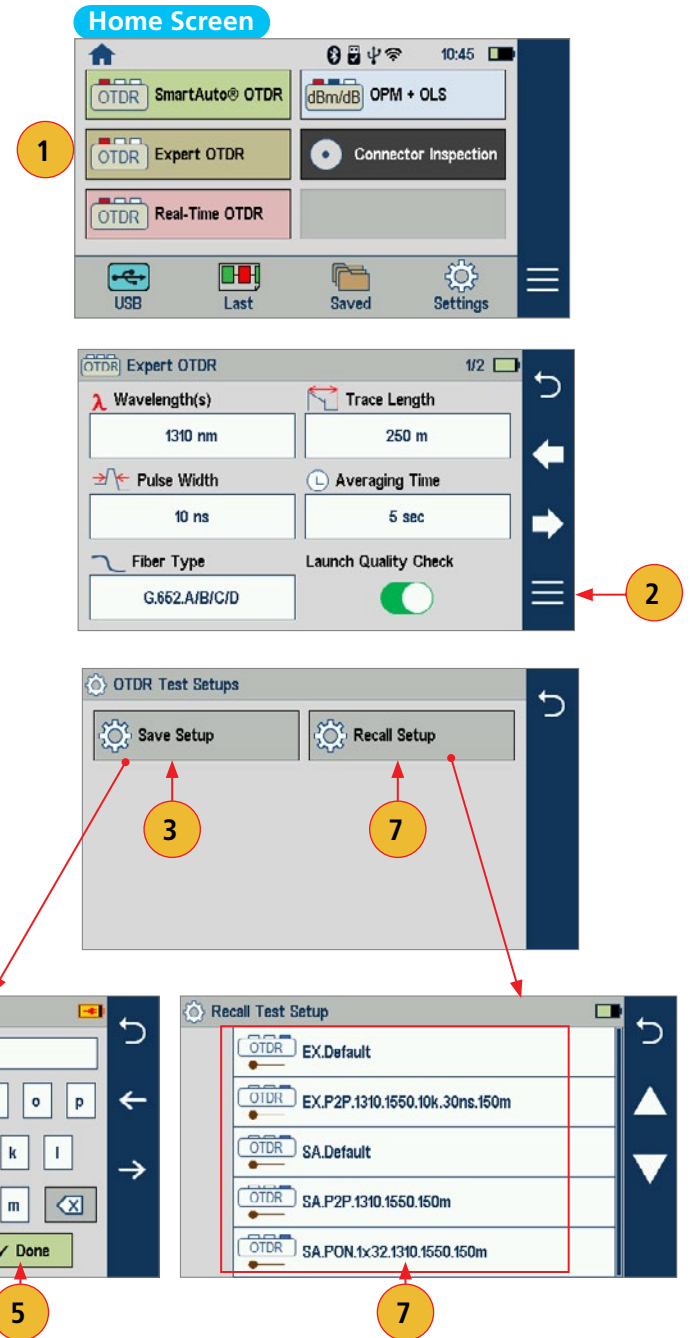 Home Screen
10:45
OTDR SmartAuto® OTDR
dBm/dB OPM + OLS
1
OTDR Expert OTDR
Connector Inspection
OTDR Real-Time OTDR
USB Last Saved Settings
OTDR Expert OTDR 1/2
λ Wavelength(s) Trace Length
1310 nm 250 m
Pulse Width Averaging Time
10 ns 5 sec
Fiber Type Launch Quality Check
G.652.A/B/C/D
2
OTDR Test Setups
Save Setup Recall Setup
3 7
o p
k l
m
✓ Done
5
Recall Test Setup
OTDR EX.Default
OTDR EX.P2P.1310.1550.10k.30ns.150m
OTDR SA.Default
OTDR SA.P2P.1310.1550.150m
OTDR SA.PON.1x32.1310.1550.150m
7